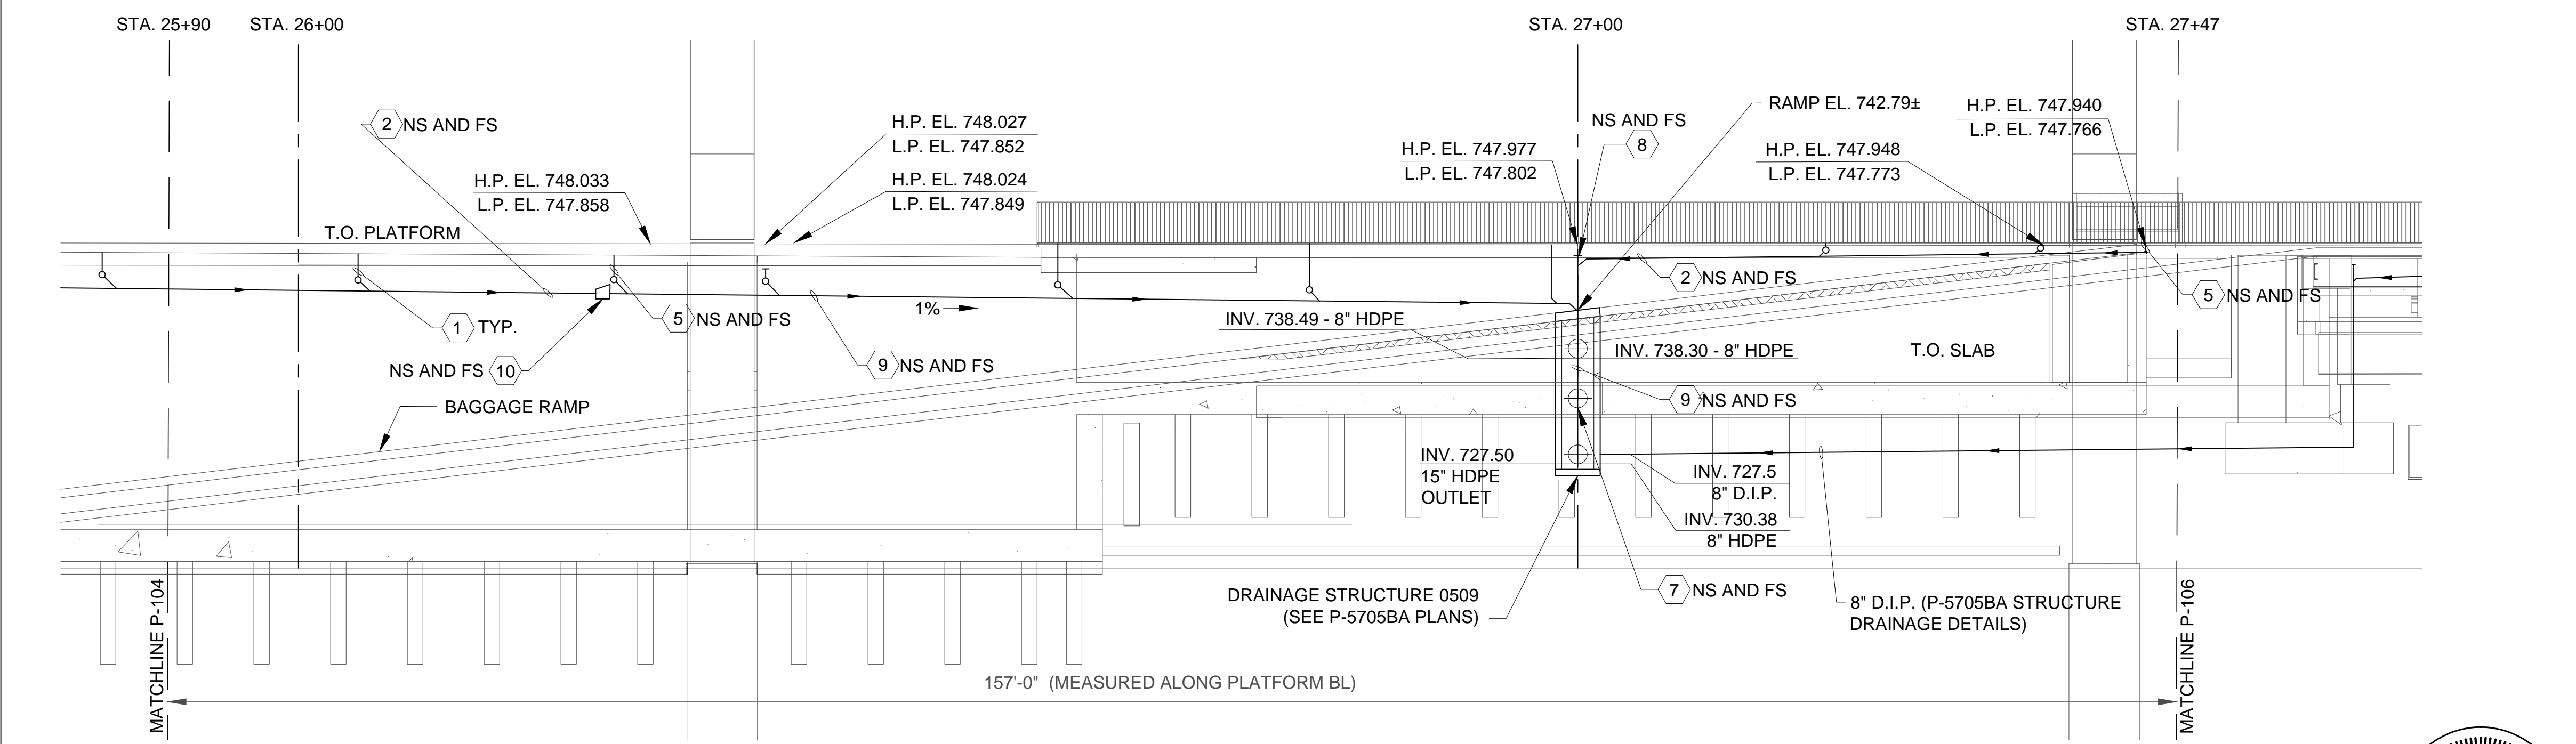 STA. 25+90
STA. 26+00
STA. 27+00
STA. 27+47
2 NS AND FS
H.P. EL. 748.033
L.P. EL. 747.858
T.O. PLATFORM
H.P. EL. 748.027
L.P. EL. 747.852
H.P. EL. 748.024
L.P. EL. 747.849
H.P. EL. 747.977
L.P. EL. 747.802
NS AND FS
8
RAMP EL. 742.79±
H.P. EL. 747.948
L.P. EL. 747.773
H.P. EL. 747.940
L.P. EL. 747.766
1 TYP.
5 NS AND FS
NS AND FS 10
9 NS AND FS
1%
BAGGAGE RAMP
2 NS AND FS
5 NS AND FS
INV. 738.49 - 8" HDPE
INV. 738.30 - 8" HDPE
T.O. SLAB
9 NS AND FS
INV. 727.50
15" HDPE
OUTLET
INV. 727.5
8" D.I.P.
INV. 730.38
8" HDPE
DRAINAGE STRUCTURE 0509
(SEE P-5705BA PLANS)
7 NS AND FS
8" D.I.P. (P-5705BA STRUCTURE
DRAINAGE DETAILS)
MATCHLINE P-104
157'-0" (MEASURED ALONG PLATFORM BL)
MATCHLINE P-106